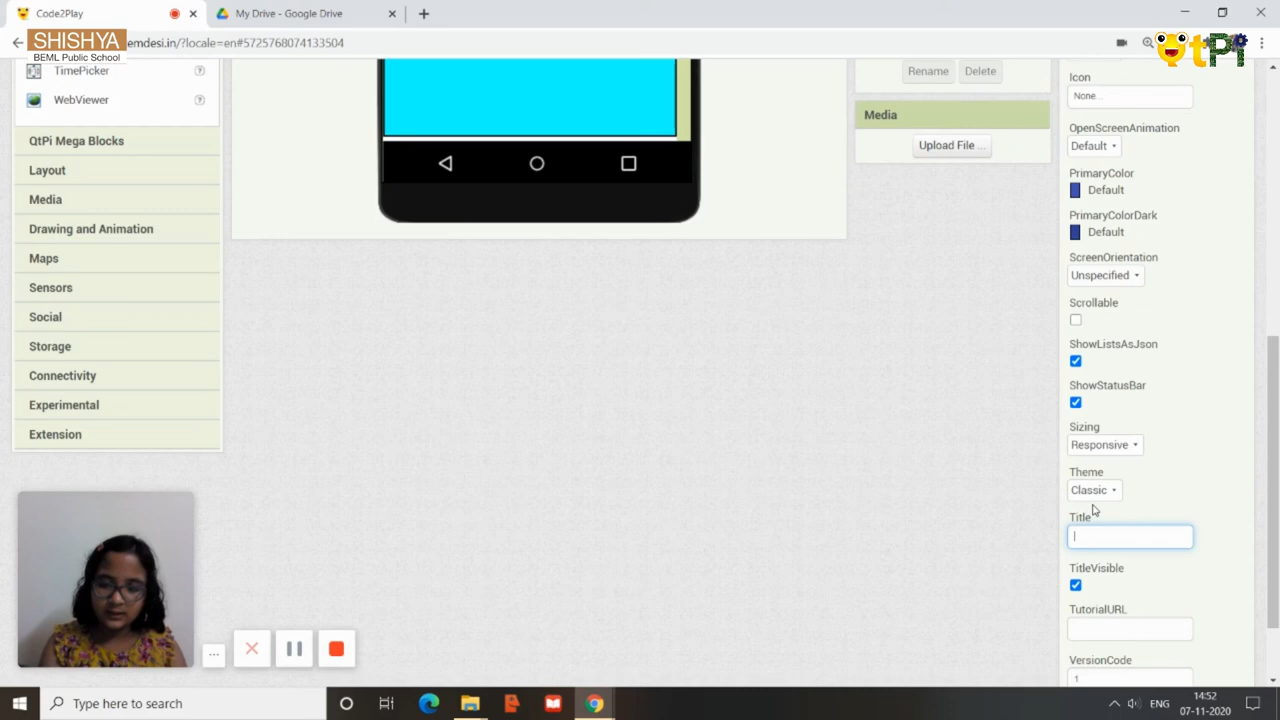 Code2Play
My Drive - Google Drive
SHISHYA
BEML Public School
emdesi.in/?locale=en#5725768074133504
QtPi
TimePicker
WebViewer
QtPi Mega Blocks
Layout
Media
Drawing and Animation
Maps
Sensors
Social
Storage
Connectivity
Experimental
Extension
Rename
Delete
Media
Upload File ...
Icon
None...
OpenScreenAnimation
Default
PrimaryColor
Default
PrimaryColorDark
Default
ScreenOrientation
Unspecified
Scrollable
ShowListsAsJson
ShowStatusBar
Sizing
Responsive
Theme
Classic
Title
TitleVisible
TutorialURL
VersionCode
1
...
Type here to search
ENG
14:52
07-11-2020